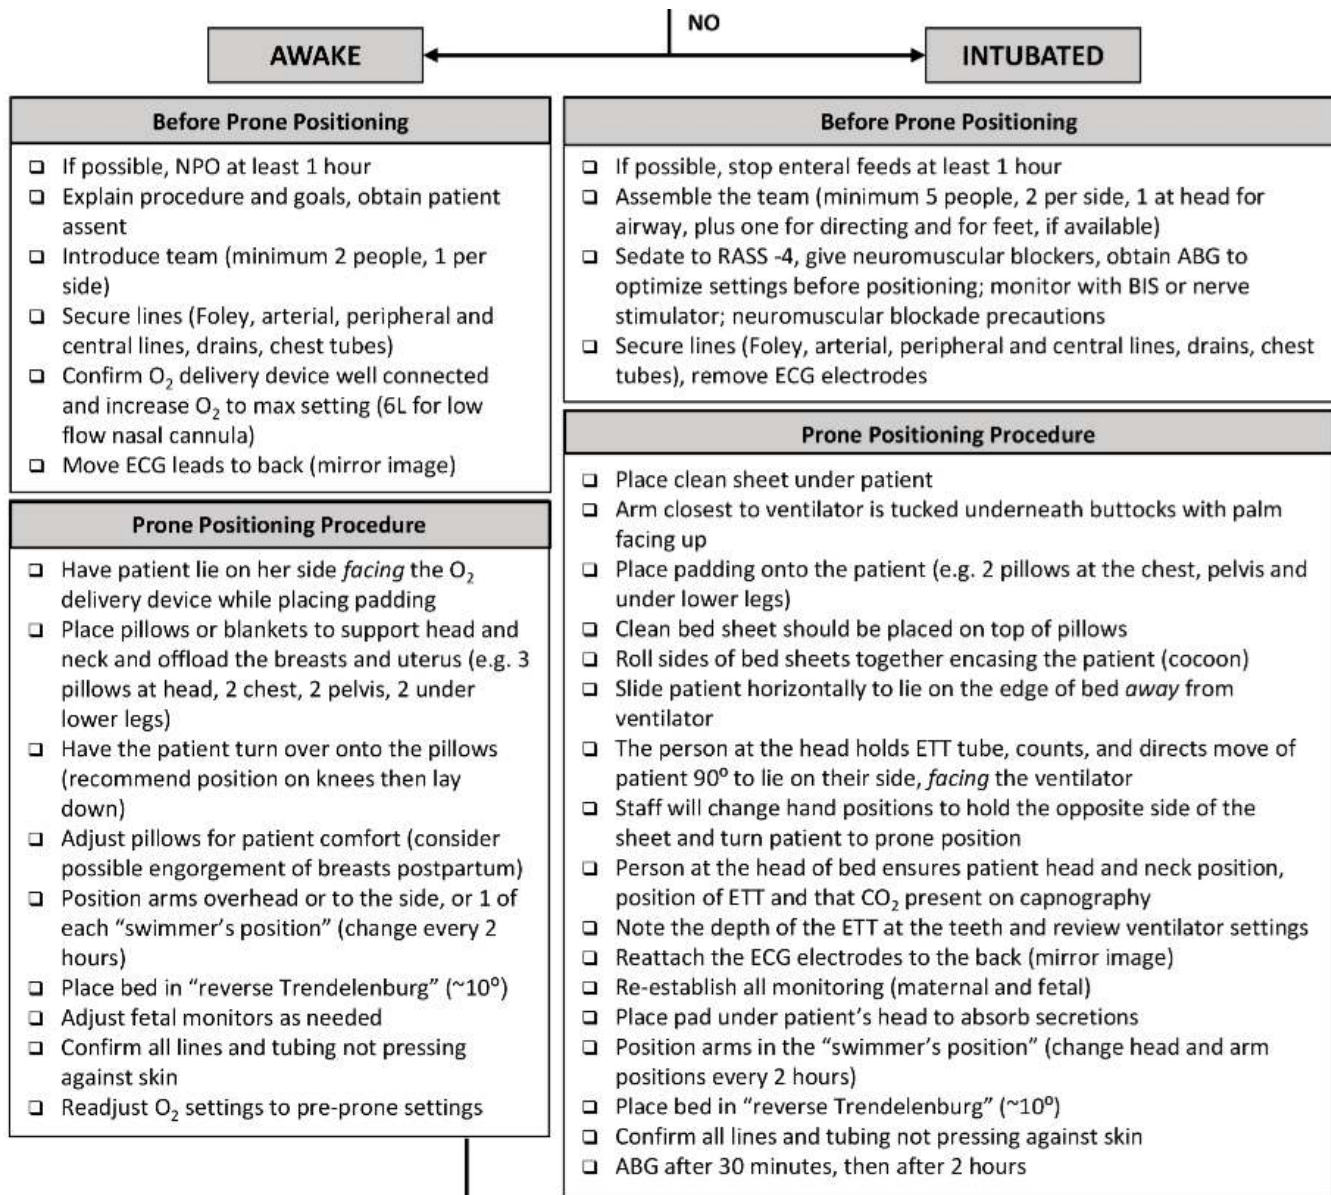 NO
AWAKE
INTUBATED
Before Prone Positioning
❑ If possible, NPO at least 1 hour
❑ Explain procedure and goals, obtain patient
assent
❑ Introduce team (minimum 2 people, 1 per
side)
❑ Secure lines (Foley, arterial, peripheral and
central lines, drains, chest tubes)
❑ Confirm O₂ delivery device well connected
and increase O₂ to max setting (6L for low
flow nasal cannula)
❑ Move ECG leads to back (mirror image)
Prone Positioning Procedure
❑ Have patient lie on her side facing the O₂
delivery device while placing padding
❑ Place pillows or blankets to support head and
neck and offload the breasts and uterus (e.g. 3
pillows at head, 2 chest, 2 pelvis, 2 under
lower legs)
❑ Have the patient turn over onto the pillows
(recommend position on knees then lay
down)
❑ Adjust pillows for patient comfort (consider
possible engorgement of breasts postpartum)
❑ Position arms overhead or to the side, or 1 of
each “swimmer’s position” (change every 2
hours)
❑ Place bed in “reverse Trendelenburg” (~10⁰)
❑ Adjust fetal monitors as needed
❑ Confirm all lines and tubing not pressing
against skin
❑ Readjust O₂ settings to pre-prone settings
Before Prone Positioning
❑ If possible, stop enteral feeds at least 1 hour
❑ Assemble the team (minimum 5 people, 2 per side, 1 at head for
airway, plus one for directing and for feet, if available)
❑ Sedate to RASS -4, give neuromuscular blockers, obtain ABG to
optimize settings before positioning; monitor with BIS or nerve
stimulator; neuromuscular blockade precautions
❑ Secure lines (Foley, arterial, peripheral and central lines, drains, chest
tubes), remove ECG electrodes
Prone Positioning Procedure
❑ Place clean sheet under patient
❑ Arm closest to ventilator is tucked underneath buttocks with palm
facing up
❑ Place padding onto the patient (e.g. 2 pillows at the chest, pelvis and
under lower legs)
❑ Clean bed sheet should be placed on top of pillows
❑ Roll sides of bed sheets together encasing the patient (cocoon)
❑ Slide patient horizontally to lie on the edge of bed away from
ventilator
❑ The person at the head holds ETT tube, counts, and directs move of
patient 90⁰ to lie on their side, facing the ventilator
❑ Staff will change hand positions to hold the opposite side of the
sheet and turn patient to prone position
❑ Person at the head of bed ensures patient head and neck position,
position of ETT and that CO₂ present on capnography
❑ Note the depth of the ETT at the teeth and review ventilator settings
❑ Reattach the ECG electrodes to the back (mirror image)
❑ Re-establish all monitoring (maternal and fetal)
❑ Place pad under patient’s head to absorb secretions
❑ Position arms in the “swimmer’s position” (change head and arm
positions every 2 hours)
❑ Place bed in “reverse Trendelenburg” (~10⁰)
❑ Confirm all lines and tubing not pressing against skin
❑ ABG after 30 minutes, then after 2 hours